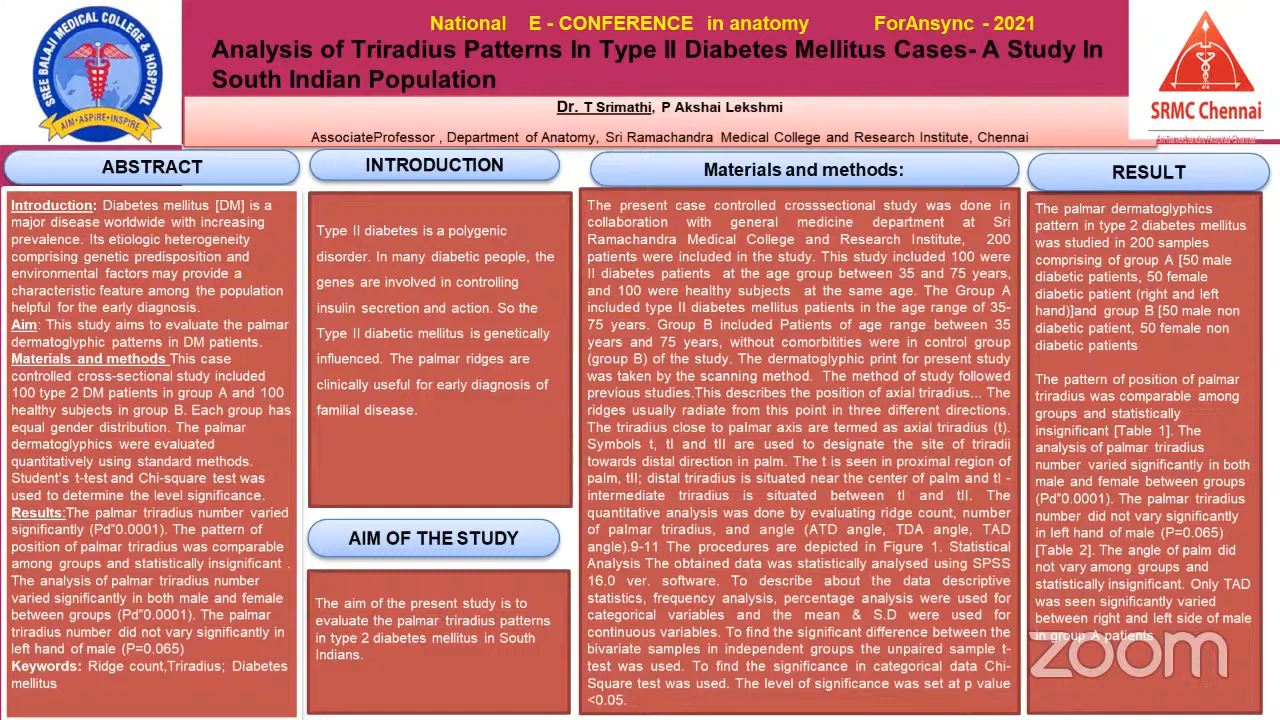 National E - CONFERENCE in anatomy ForAnsync - 2021
Analysis of Triradius Patterns In Type II Diabetes Mellitus Cases- A Study In
South Indian Population
Dr. T Srimathi, P Akshai Lekshmi
AssociateProfessor , Department of Anatomy, Sri Ramachandra Medical College and Research Institute, Chennai
SREE BALAJI MEDICAL COLLEGE & HOSPITAL
AIM-ASPIRE-INSPIRE
SRMC Chennai
Sri Ramachandra Hospital Chennai
ABSTRACT
Introduction: Diabetes mellitus [DM] is a
major disease worldwide with increasing
prevalence. Its etiologic heterogeneity
comprising genetic predisposition and
environmental factors may provide a
characteristic feature among the population
helpful for the early diagnosis.
Aim: This study aims to evaluate the palmar
dermatoglyphic patterns in DM patients.
Materials and methods This case
controlled cross-sectional study included
100 type 2 DM patients in group A and 100
healthy subjects in group B. Each group has
equal gender distribution. The palmar
dermatoglyphics were evaluated
quantitatively using standard methods.
Student's t-test and Chi-square test was
used to determine the level significance.
Results:The palmar triradius number varied
significantly (Pd"0.0001). The pattern of
position of palmar triradius was comparable
among groups and statistically insignificant .
The analysis of palmar triradius number
varied significantly in both male and female
between groups (Pd"0.0001). The palmar
triradius number did not vary significantly in
left hand of male (P=0.065)
Keywords: Ridge count,Triradius; Diabetes
mellitus
INTRODUCTION
Type II diabetes is a polygenic
disorder. In many diabetic people, the
genes are involved in controlling
insulin secretion and action. So the
Type II diabetic mellitus is genetically
influenced. The palmar ridges are
clinically useful for early diagnosis of
familial disease.
AIM OF THE STUDY
The aim of the present study is to
evaluate the palmar triradius patterns
in type 2 diabetes mellitus in South
Indians.
Materials and methods:
The present case controlled crosssectional study was done in
collaboration with general medicine department at Sri
Ramachandra Medical College and Research Institute, 200
patients were included in the study. This study included 100 were
II diabetes patients at the age group between 35 and 75 years,
and 100 were healthy subjects at the same age. The Group A
included type II diabetes mellitus patients in the age range of 35-
75 years. Group B included Patients of age range between 35
years and 75 years, without comorbitities were in control group
(group B) of the study. The dermatoglyphic print for present study
was taken by the scanning method. The method of study followed
previous studies.This describes the position of axial triradius... The
ridges usually radiate from this point in three different directions.
The triradius close to palmar axis are termed as axial triradius (t).
Symbols t, tI and tII are used to designate the site of triradii
towards distal direction in palm. The t is seen in proximal region of
palm, tII; distal triradius is situated near the center of palm and tI -
intermediate triradius is situated between tI and tII. The
quantitative analysis was done by evaluating ridge count, number
of palmar triradius, and angle (ATD angle, TDA angle, TAD
angle).9-11 The procedures are depicted in Figure 1. Statistical
Analysis The obtained data was statistically analysed using SPSS
16.0 ver. software. To describe about the data descriptive
statistics, frequency analysis, percentage analysis were used for
categorical variables and the mean & S.D were used for
continuous variables. To find the significant difference between the
bivariate samples in independent groups the unpaired sample t-
test was used. To find the significance in categorical data Chi-
Square test was used. The level of significance was set at p value
<0.05.
RESULT
The palmar dermatoglyphics
pattern in type 2 diabetes mellitus
was studied in 200 samples
comprising of group A [50 male
diabetic patients, 50 female
diabetic patient (right and left
hand)]and group B [50 male non
diabetic patient, 50 female non
diabetic patients
The pattern of position of palmar
triradius was comparable among
groups and statistically
insignificant [Table 1]. The
analysis of palmar triradius
number varied significantly in both
male and female between groups
(Pd"0.0001). The palmar triradius
number did not vary significantly
in left hand of male (P=0.065)
[Table 2]. The angle of palm did
not vary among groups and
statistically insignificant. Only TAD
was seen significantly varied
between right and left side of male
in group A patients
zoom